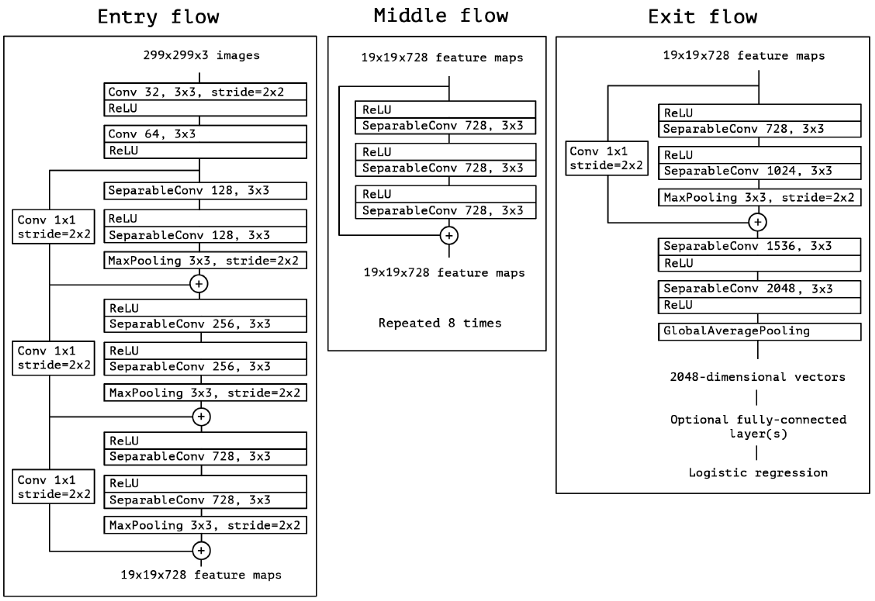 Entry flow
299x299x3 images
Conv 32, 3x3, stride=2x2
ReLU
Conv 64, 3x3
ReLU
SeparableConv 128, 3x3
Conv 1x1
stride=2x2
ReLU
SeparableConv 128, 3x3
MaxPooling 3x3, stride=2x2
+
ReLU
SeparableConv 256, 3x3
Conv 1x1
stride=2x2
ReLU
SeparableConv 256, 3x3
MaxPooling 3x3, stride=2x2
+
ReLU
SeparableConv 728, 3x3
Conv 1x1
stride=2x2
ReLU
SeparableConv 728, 3x3
MaxPooling 3x3, stride=2x2
+
19x19x728 feature maps
Middle flow
19x19x728 feature maps
ReLU
SeparableConv 728, 3x3
ReLU
SeparableConv 728, 3x3
ReLU
SeparableConv 728, 3x3
+
19x19x728 feature maps
Repeated 8 times
Exit flow
19x19x728 feature maps
ReLU
SeparableConv 728, 3x3
Conv 1x1
stride=2x2
ReLU
SeparableConv 1024, 3x3
MaxPooling 3x3, stride=2x2
+
SeparableConv 1536, 3x3
ReLU
SeparableConv 2048, 3x3
ReLU
GlobalAveragePooling
2048-dimensional vectors
Optional fully-connected
layer(s)
Logistic regression